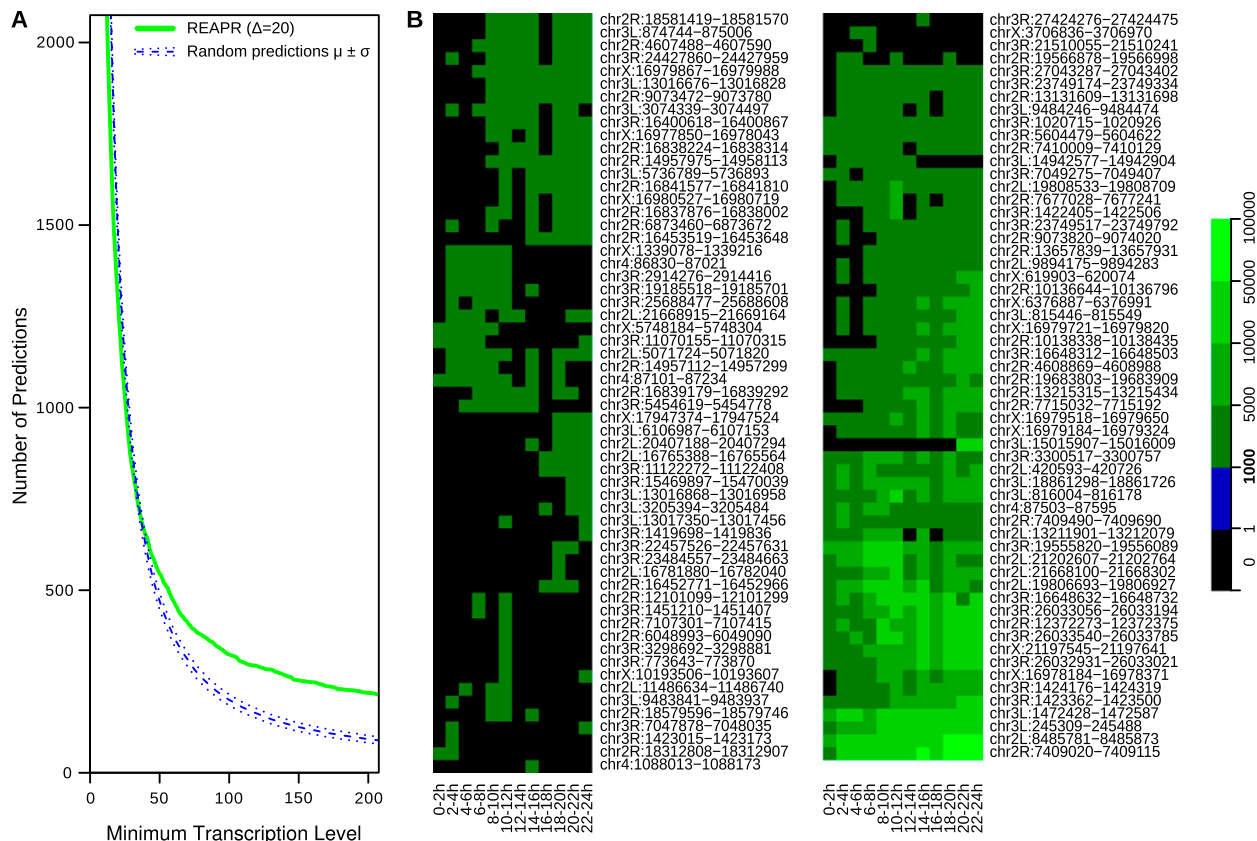 A
2000
1500
1000
500
0
Number of Predictions
REAPR (Δ=20)
Random predictions µ ± σ
0
50
100
150
200
Minimum Transcription Level
B
chr2R:18581419−18581570
chr3L:874744−875006
chr2R:4607488−4607590
chr3R:24427860−24427959
chrX:16979867−16979988
chr3L:13016676−13016828
chr2R:9073472−9073780
chr3L:3074339−3074497
chr3R:16400618−16400867
chrX:16977850−16978043
chr2R:16838224−16838314
chr2R:14957975−14958113
chr3L:5736789−5736893
chr2R:16841577−16841810
chrX:16980527−16980719
chr2R:16837876−16838002
chr2R:6873460−6873672
chr2R:16453519−16453648
chrX:1339078−1339216
chr4:86830−87021
chr3R:2914276−2914416
chr3R:19185518−19185701
chr3R:25688477−25688608
chr2L:21668915−21669164
chrX:5748184−5748304
chr3R:11070155−11070315
chr2L:5071724−5071820
chr2R:14957112−14957299
chr4:87101−87234
chr2R:16839179−16839292
chr3R:5454619−5454778
chrX:17947374−17947524
chr3L:6106987−6107153
chr2L:20407188−20407294
chr2L:16765388−16765564
chr3R:11122272−11122408
chr3R:15469897−15470039
chr3L:13016868−13016958
chr3L:3205394−3205484
chr3L:13017350−13017456
chr3R:1419698−1419836
chr3R:22457526−22457631
chr3R:23484557−23484663
chr2L:16781880−16782040
chr2R:16452771−16452966
chr2R:12101099−12101299
chr3R:1451210−1451407
chr2R:7107301−7107415
chr2R:6048993−6049090
chr3R:3298692−3298881
chr3R:773643−773870
chrX:10193506−10193607
chr2L:11486634−11486740
chr3L:9483841−9483937
chr2R:18579596−18579746
chr3R:7047878−7048035
chr3R:1423015−1423173
chr2R:18312808−18312907
chr4:1088013−1088173
0-2h
2-4h
4-6h
6-8h
8-10h
10-12h
12-14h
14-16h
16-18h
18-20h
20-22h
22-24h
chr3R:27424276−27424475
chrX:3706836−3706970
chr3R:21510055−21510241
chr2R:19566878−19566998
chr3R:27043287−27043402
chr3R:23749174−23749334
chr2R:13131609−13131698
chr3L:9484246−9484474
chr3R:1020715−1020926
chr3R:5604479−5604622
chr2R:7410009−7410129
chr3L:14942577−14942904
chr3R:7049275−7049407
chr2L:19808533−19808709
chr2R:7677028−7677241
chr3R:1422405−1422506
chr3R:23749517−23749792
chr2R:9073820−9074020
chr2R:13657839−13657931
chr2L:9894175−9894283
chrX:619903−620074
chr2R:10136644−10136796
chrX:6376887−6376991
chr3L:815446−815549
chrX:16979721−16979820
chr2R:10138338−10138435
chr3R:16648312−16648503
chr2R:4608869−4608988
chr2R:19683803−19683909
chr2R:13215315−13215434
chr2R:7715032−7715192
chrX:16979518−16979650
chrX:16979184−16979324
chr3L:15015907−15016009
chr3R:3300517−3300757
chr2L:420593−420726
chr3L:18861298−18861726
chr3L:816004−816178
chr4:87503−87595
chr2R:7409490−7409690
chr2L:13211901−13212079
chr3R:19555820−19556089
chr2L:21202607−21202764
chr2L:21668100−21668302
chr2L:19806693−19806927
chr3R:16648632−16648732
chr3R:26033056−26033194
chr2R:12372273−12372375
chr3R:26033540−26033785
chrX:21197545−21197641
chr3R:26032931−26033021
chrX:16978184−16978371
chr3R:1424176−1424319
chr3R:1423362−1423500
chr3L:1472428−1472587
chr3L:245309−245488
chr2L:8485781−8485873
chr2R:7409020−7409115
0-2h
2-4h
4-6h
6-8h
8-10h
10-12h
12-14h
14-16h
16-18h
18-20h
20-22h
22-24h
100000
50000
10000
5000
1000
1
0